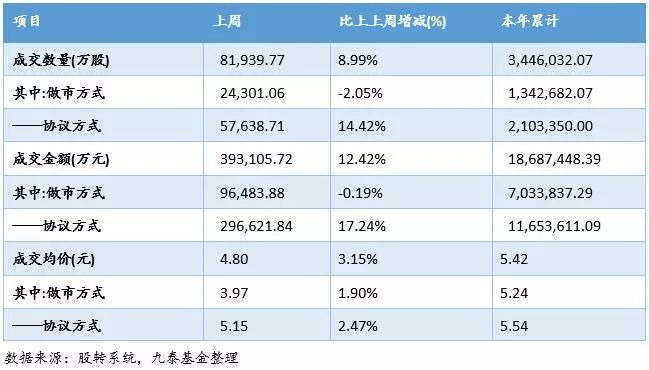 项目 上周 比上上周增减(%) 本年累计
成交数量(万股) 81,939.77 8.99% 3,446,032.07
其中:做市方式 24,301.06 -2.05% 1,342,682.07
——协议方式 57,638.71 14.42% 2,103,350.00
成交金额(万元) 393,105.72 12.42% 18,687,448.39
其中:做市方式 96,483.88 -0.19% 7,033,837.29
——协议方式 296,621.84 17.24% 11,653,611.09
成交均价(元) 4.80 3.15% 5.42
其中:做市方式 3.97 1.90% 5.24
——协议方式 5.15 2.47% 5.54
数据来源：股转系统，九泰基金整理